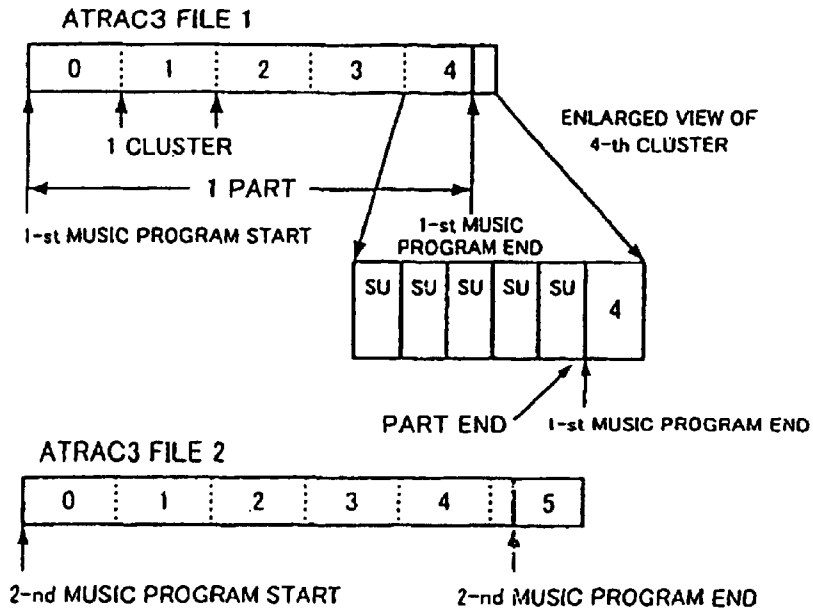 ATRAC3 FILE 1
0 1 2 3 4
1 CLUSTER
ENLARGED VIEW OF
4-th CLUSTER
1 PART
1-st MUSIC PROGRAM START
1-st MUSIC
PROGRAM END
SU SU SU SU SU 4
PART END
1-st MUSIC PROGRAM END
ATRAC3 FILE 2
0 1 2 3 4 5
2-nd MUSIC PROGRAM START
2-nd MUSIC PROGRAM END